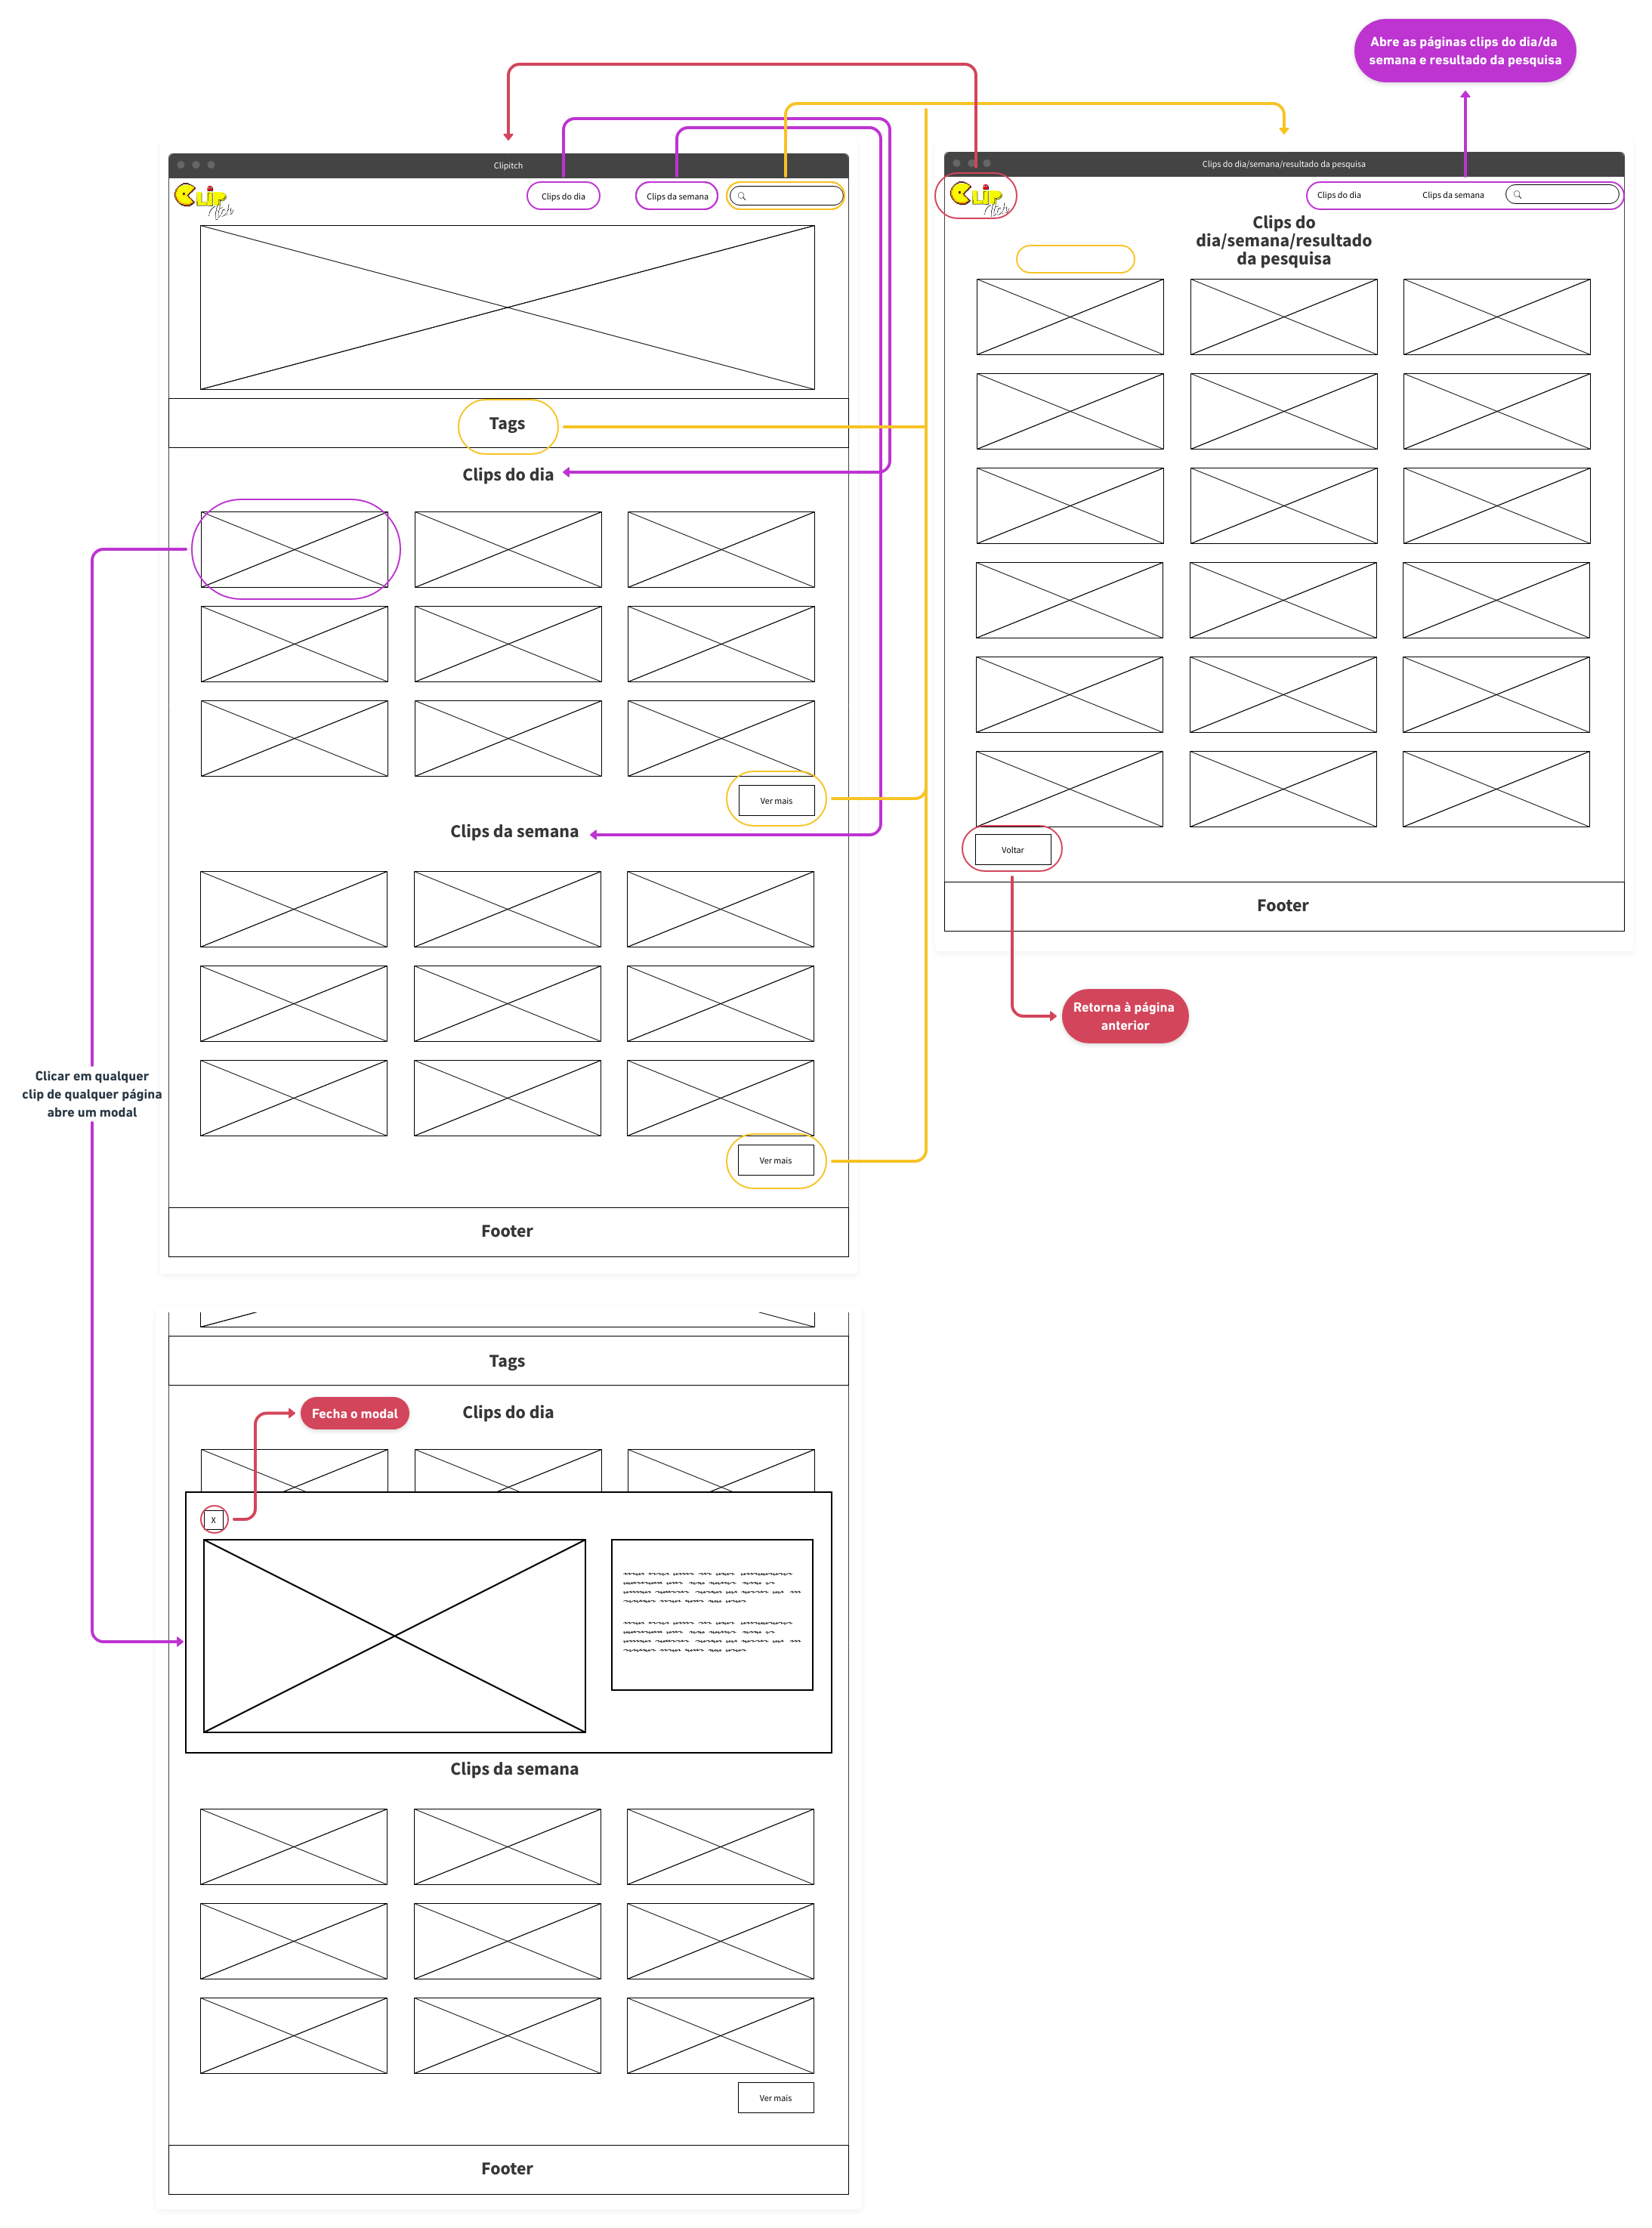 Abre as páginas clips do dia/da
semana e resultado da pesquisa
Clipitch
CLIP
itch
Clips do dia
Clips da semana
Tags
Clips do dia
Ver mais
Clips da semana
Ver mais
Footer
Clips do dia/semana/resultado da pesquisa
CLIP
itch
Clips do dia
Clips da semana
Clips do
dia/semana/resultado
da pesquisa
Voltar
Footer
Retorna à página
anterior
Clicar em qualquer
clip de qualquer página
abre um modal
Tags
Fecha o modal
Clips do dia
X
Clips da semana
Ver mais
Footer